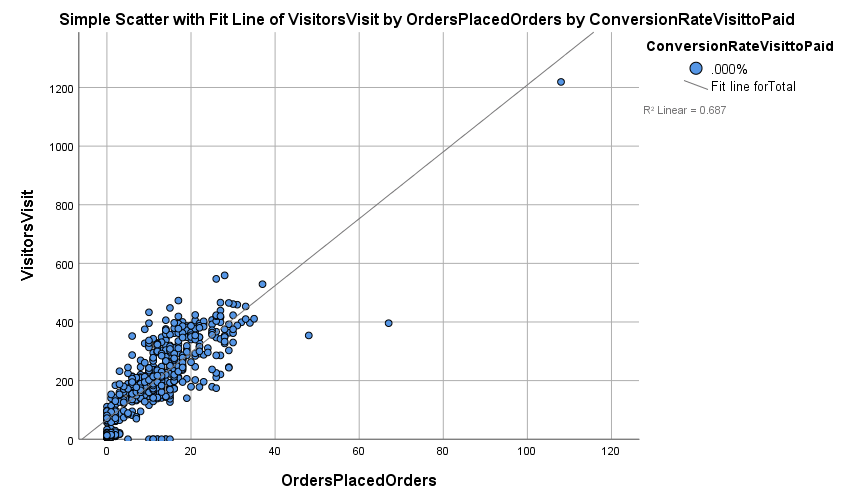 Simple Scatter with Fit Line of VisitorsVisit by OrdersPlacedOrders by ConversionRateVisittoPaid
ConversionRateVisittoPaid
.000%
Fit line forTotal
R² Linear = 0.687
VisitorsVisit
1200
1000
800
600
400
200
0
0 20 40 60 80 100 120
OrdersPlacedOrders